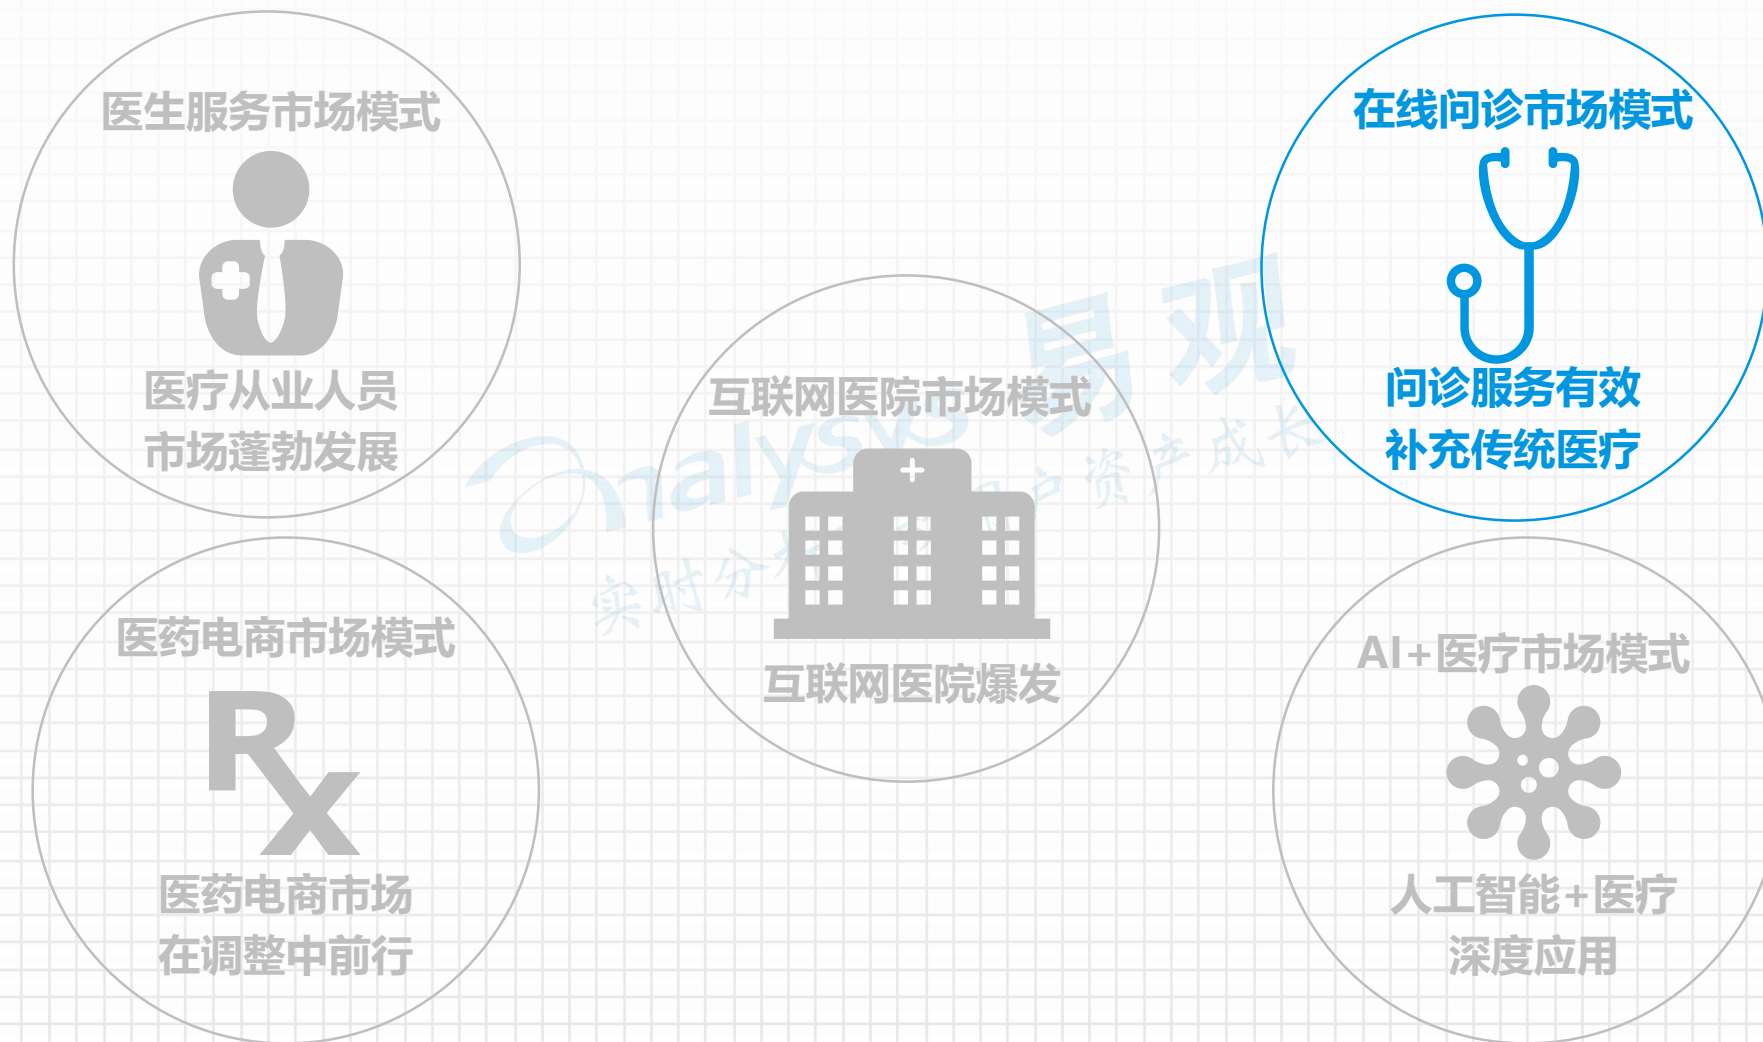 医生服务市场模式
医疗从业人员
市场蓬勃发展
在线问诊市场模式
问诊服务有效
补充传统医疗
互联网医院市场模式
互联网医院爆发
医药电商市场模式
Rx
医药电商市场
在调整中前行
AI+医疗市场模式
人工智能+医疗
深度应用
analysys 易观